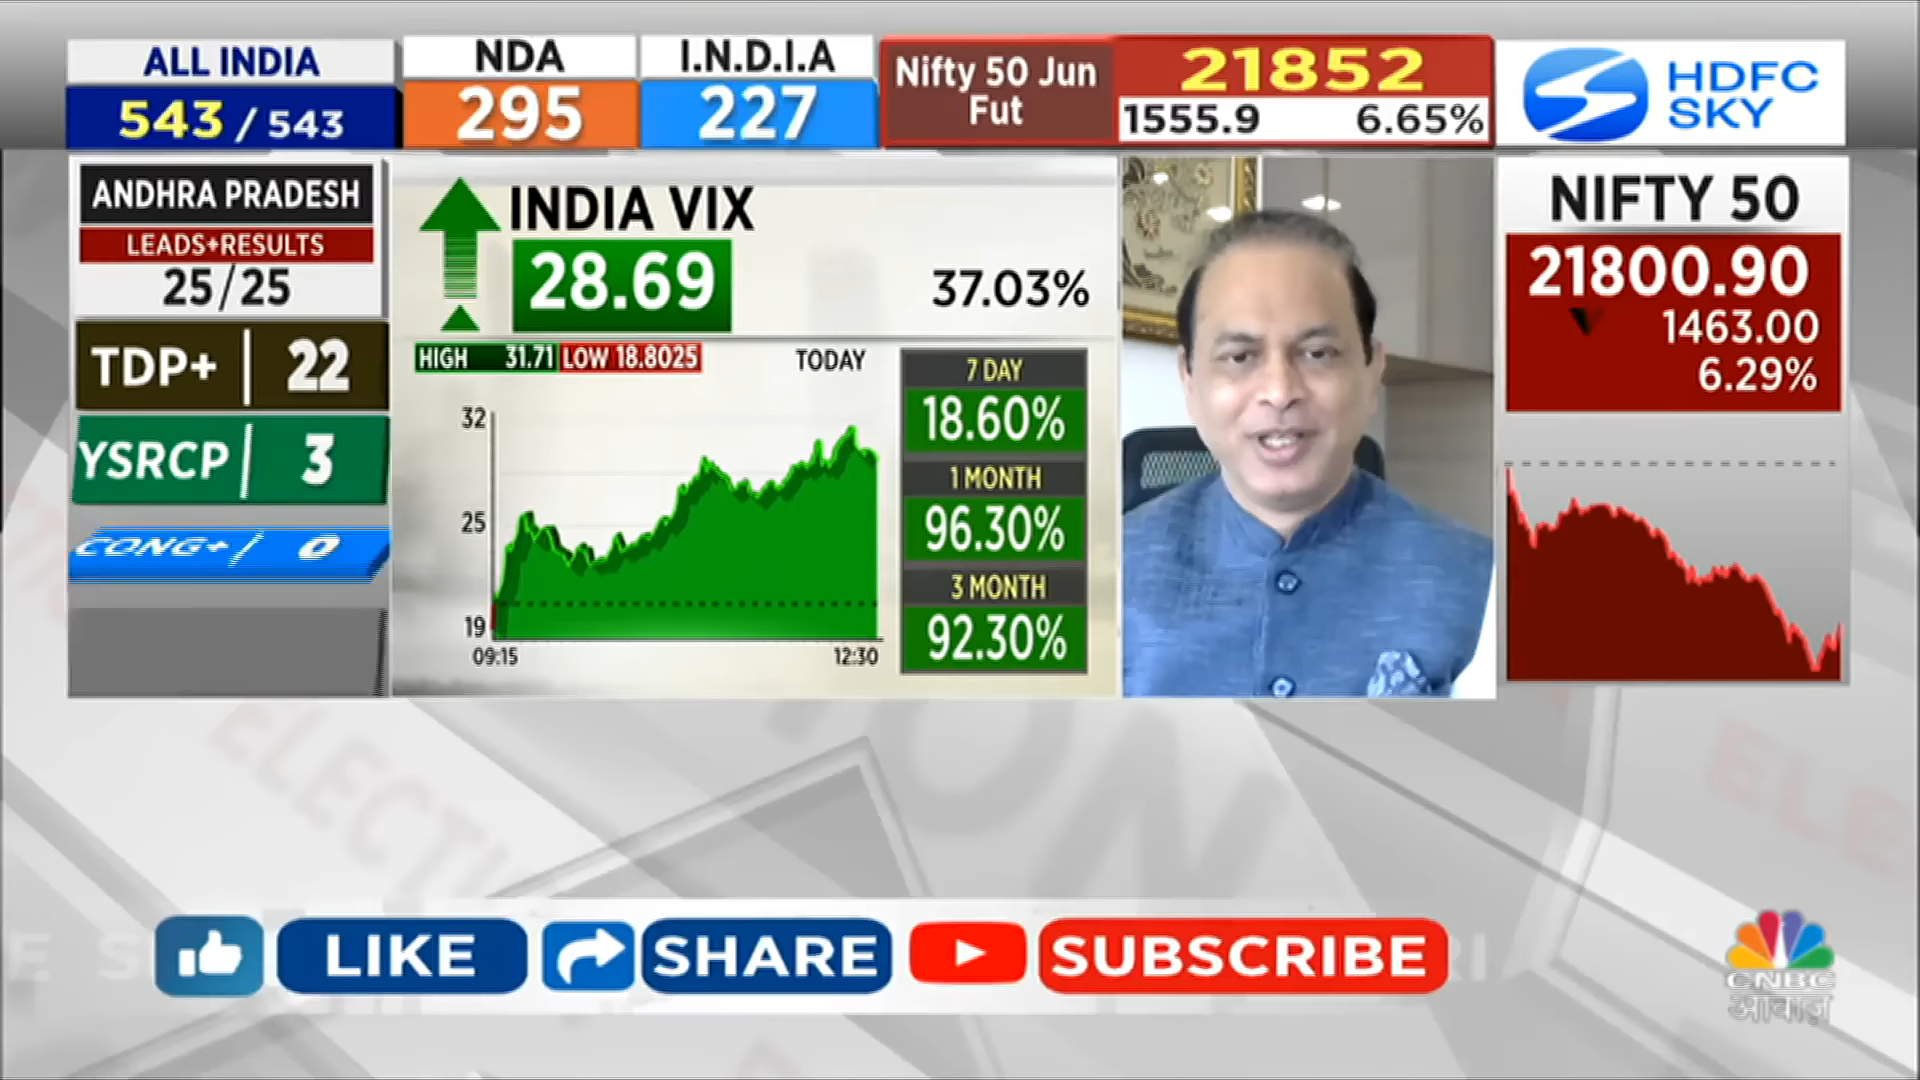 ALL INDIA
543 / 543
NDA
295
I.N.D.I.A
227
Nifty 50 Jun
Fut
21852
1555.9 6.65%
HDFC
SKY
ANDHRA PRADESH
LEADS+RESULTS
25/25
TDP+ 22
YSRCP 3
CONG+ 0
INDIA VIX
28.69
37.03%
HIGH 31.71 LOW 18.8025
TODAY
32
25
19
09:15 12:30
7 DAY
18.60%
1 MONTH
96.30%
3 MONTH
92.30%
NIFTY 50
21800.90
1463.00
6.29%
ELECTI
ON
ELE
LIKE
SHARE
SUBSCRIBE
CNBC
आवाज़